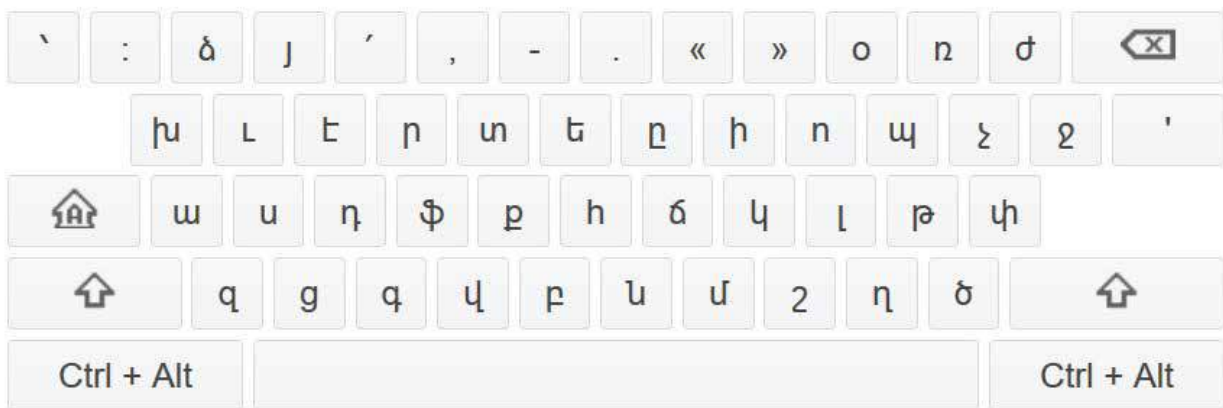 ՝ : ձ յ ՛ , - . « » օ ռ ժ
խ ւ է ր տ ե ը ի ո պ չ ջ '
ա ս դ ֆ ք հ ճ կ լ թ փ
զ ց գ վ բ ն մ շ ղ ծ
Ctrl + Alt Ctrl + Alt